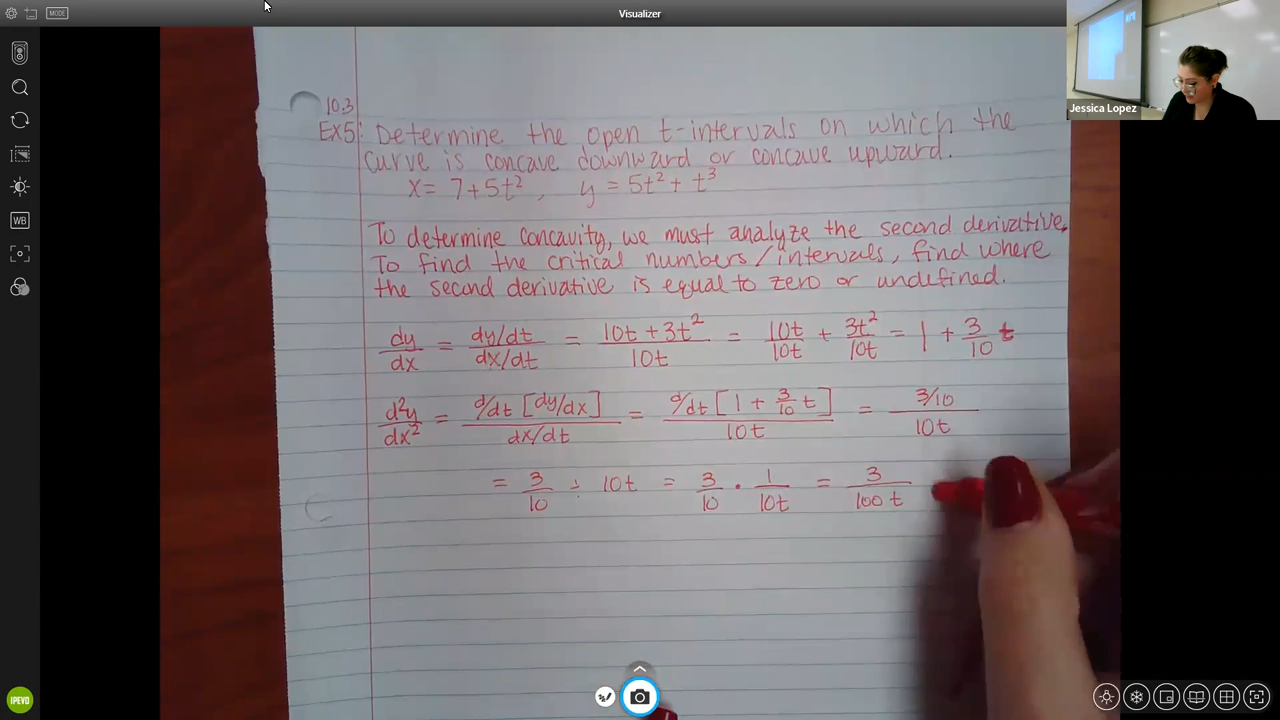 MODE
Visualizer
Jessica Lopez
10.3
EX5: Determine the open t-intervals on which the
curve is concave downward or concave upward.
x = 7+5t², y = 5t² + t³
To determine concavity, we must analyze the second derivative.
To find the critical numbers/intervals, find where
the second derivative is equal to zero or undefined.
dy/dx = (dy/dt)/(dx/dt) = (10t + 3t²)/(10t) = 10t/10t + 3t²/10t = 1 + 3/10 t
d²y/dx² = (d/dt [dy/dx])/(dx/dt) = (d/dt [1 + 3/10 t])/(10t) = (3/10)/(10t)
= 3/10 ÷ 10t = 3/10 · 1/10t = 3/100t
WB
IPEVO